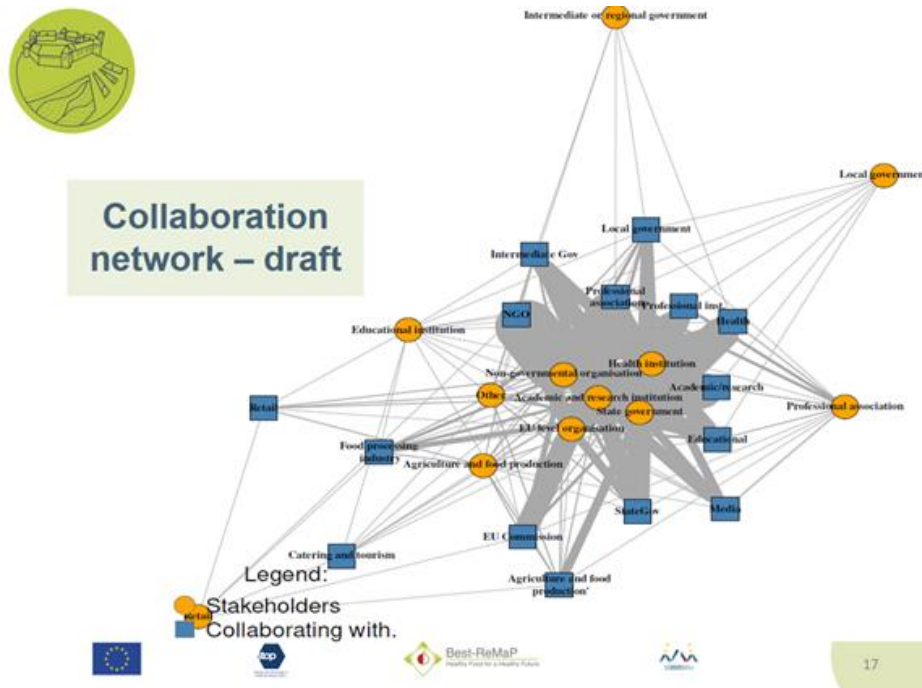 Intermediate or regional government
Local governmen
Collaboration
network – draft
Local government
Intermediate Gov
Professional
association
Professional inst
NGO
Health
Educational institution
Health institution
Non-governmental organisation
Academic/research
Other
Academic and research institution
Retail
State government
Professional association
EU level organisation
Educational
Food processing
industry
Agriculture and food production
StateGov
Media
EU Commission
Catering and tourism
Agriculture and food
production'
Legend:
Stakeholders
Retail
Collaborating with.
Best-ReMaP
Healthy Food for a Healthy Future
17